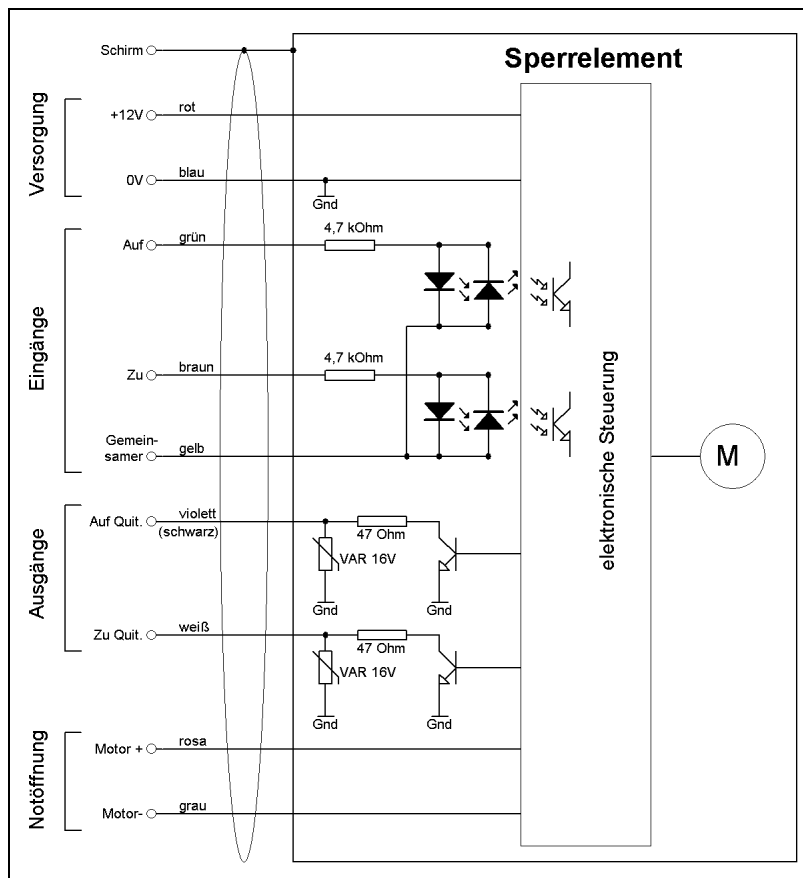 Schirm
Sperrelement
Versorgung
+12V
rot
0V
blau
Gnd
Eingänge
Auf
grün
4,7 kOhm
Zu
braun
4,7 kOhm
Gemein-
samer
gelb
elektronische Steuerung
M
Ausgänge
Auf Quit.
violett
(schwarz)
47 Ohm
VAR 16V
Gnd
Gnd
Zu Quit.
weiß
47 Ohm
VAR 16V
Gnd
Gnd
Notöffnung
Motor +
rosa
Motor-
grau